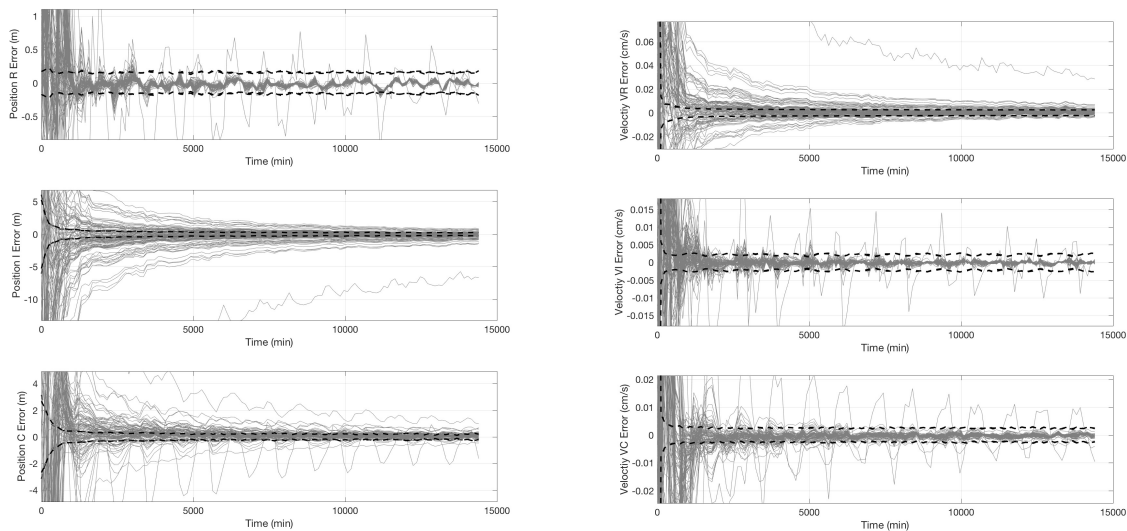 1
0.5
0
-0.5
Position R Error (m)
0 5000 10000 15000
Time (min)
5
0
-5
-10
Position I Error (m)
0 5000 10000 15000
Time (min)
4
2
0
-2
-4
Position C Error (m)
0 5000 10000 15000
Time (min)
0.06
0.04
0.02
0
-0.02
Veloctiy VR Error (cm/s)
0 5000 10000 15000
Time (min)
0.015
0.01
0.005
0
-0.005
-0.01
-0.015
Veloctiy VI Error (cm/s)
0 5000 10000 15000
Time (min)
0.02
0.01
0
-0.01
-0.02
Veloctiy VC Error (cm/s)
0 5000 10000 15000
Time (min)